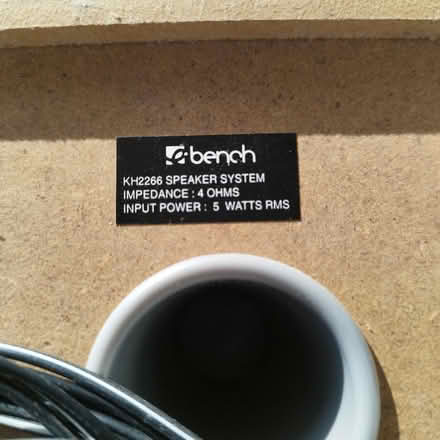 e·bench
KH2266 SPEAKER SYSTEM
IMPEDANCE : 4 OHMS
INPUT POWER : 5 WATTS RMS